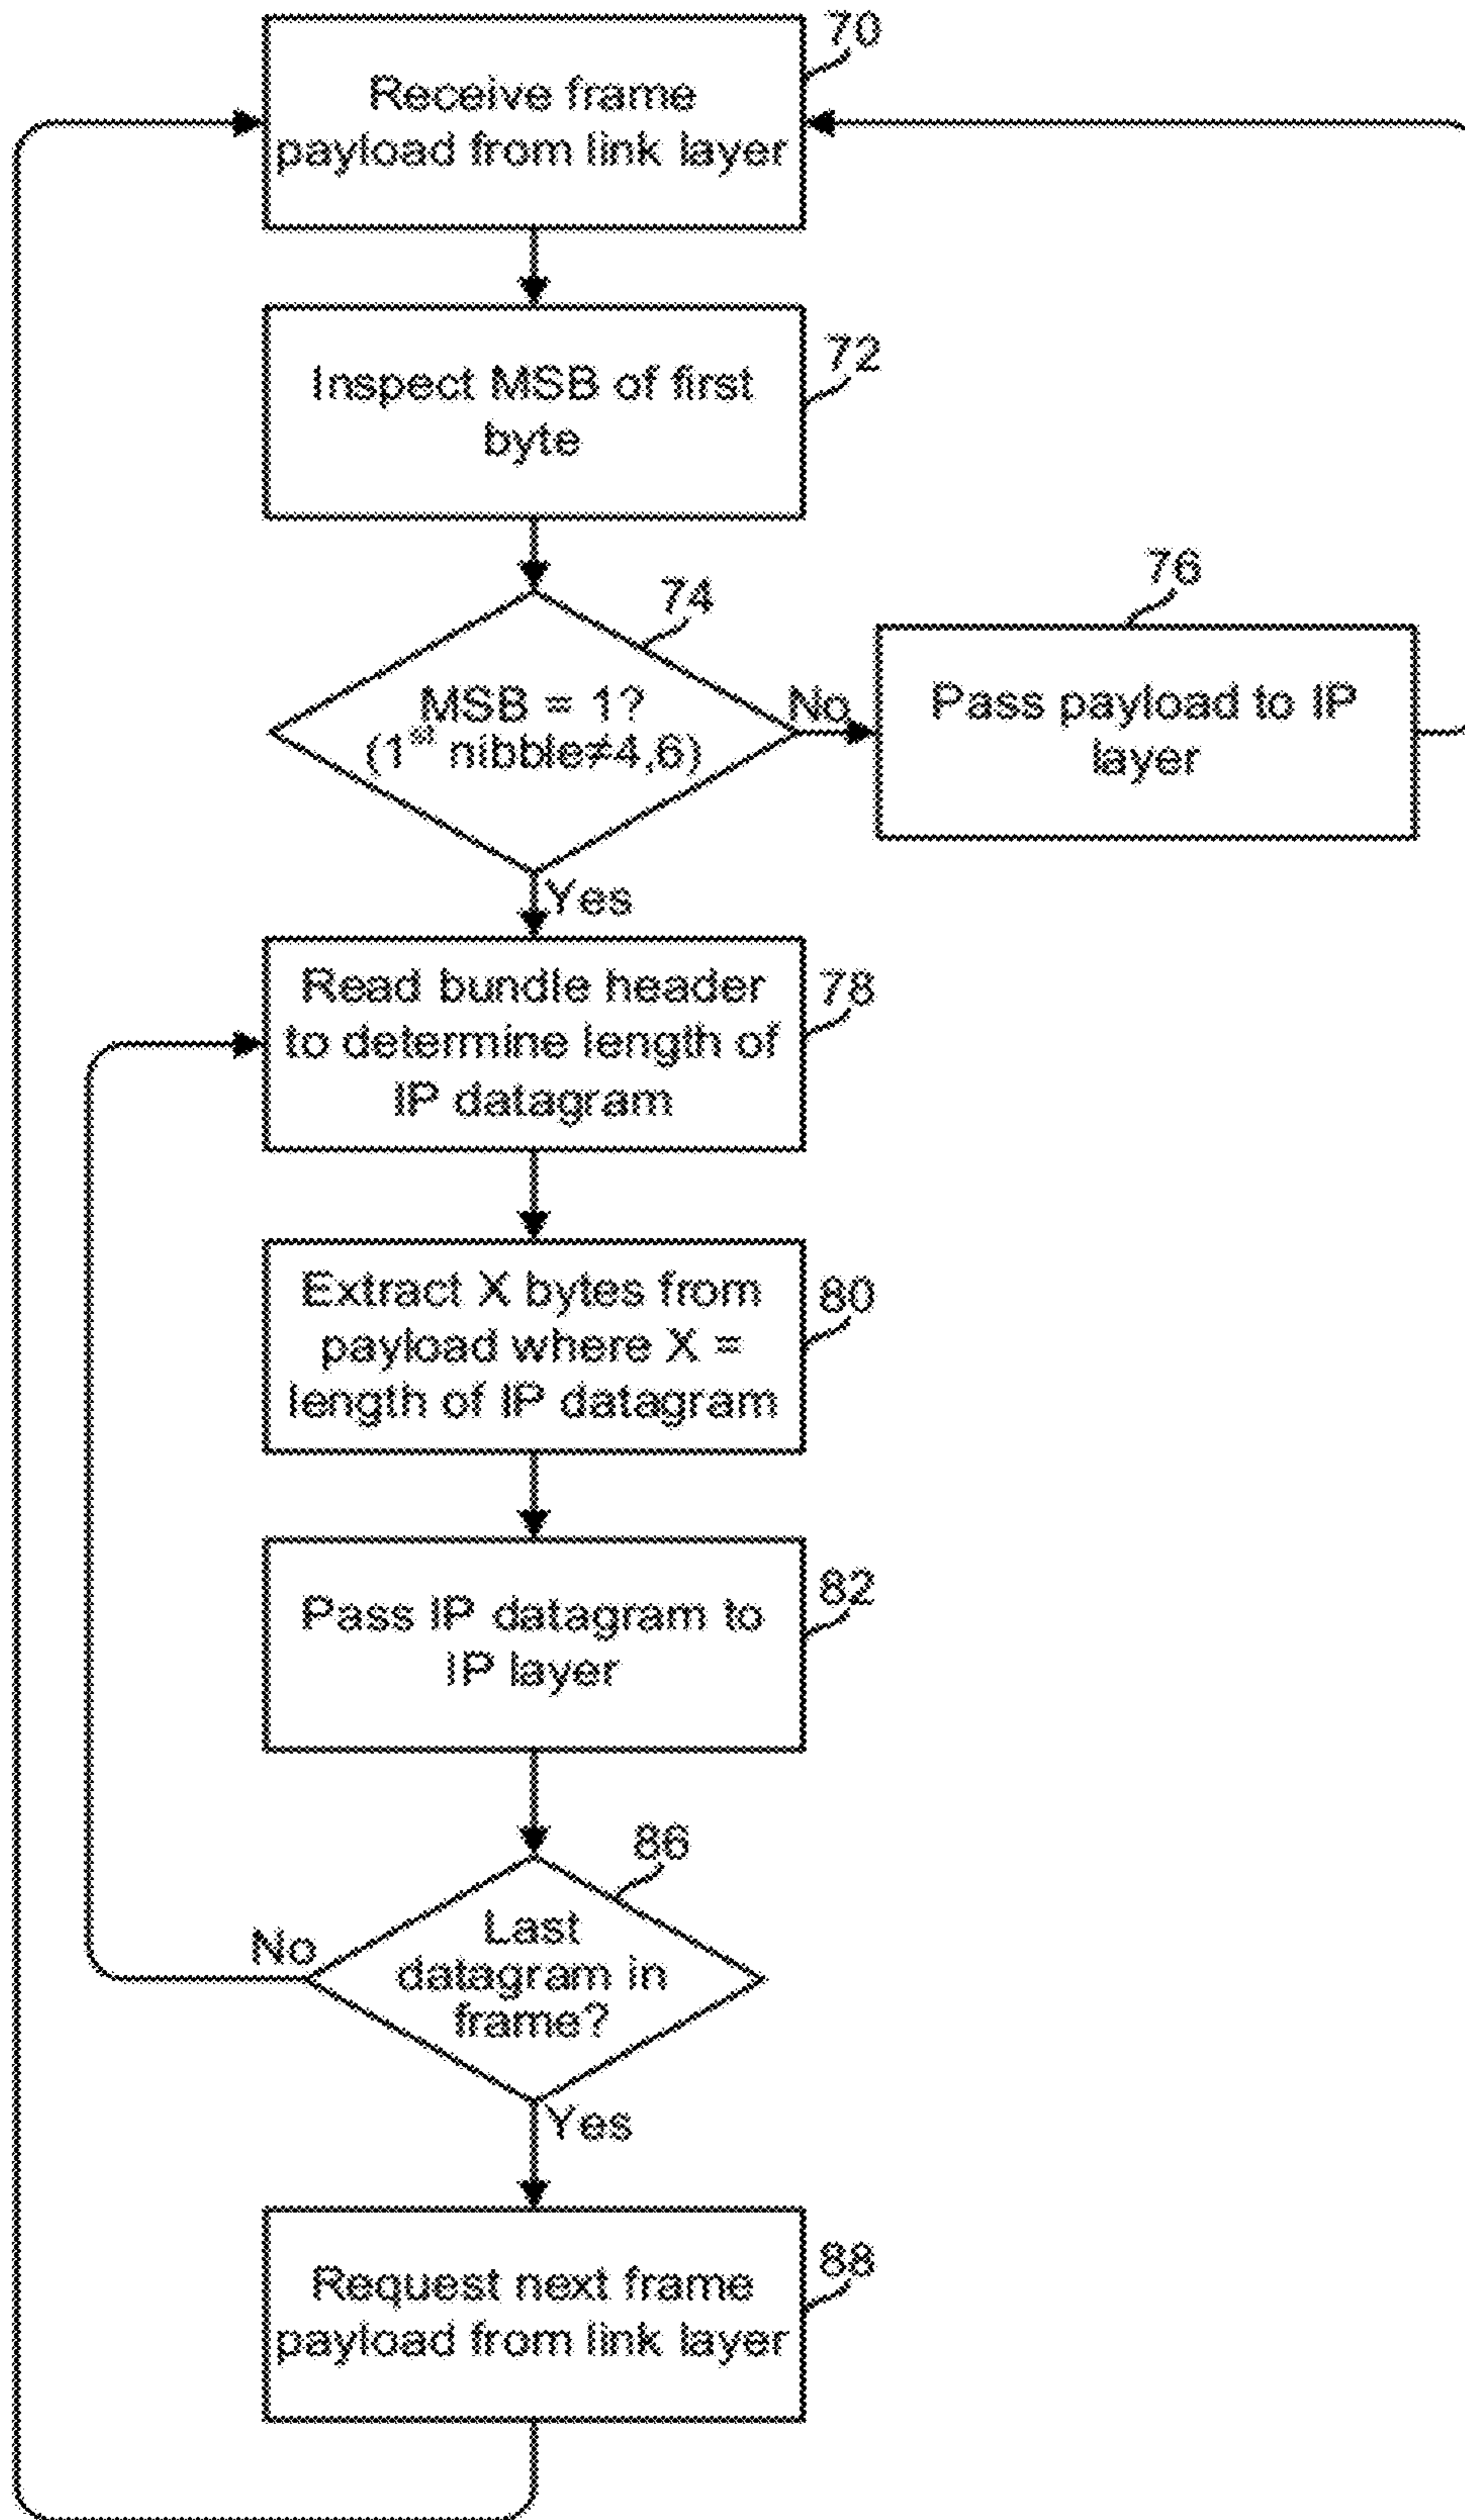 70
Receive frame
payload from link layer
72
Inspect MSB of first
byte
74
MSB = 1?
(1st nibble≠4,6)
No
76
Pass payload to IP
layer
Yes
78
Read bundle header
to determine length of
IP datagram
80
Extract X bytes from
payload where X =
length of IP datagram
82
Pass IP datagram to
IP layer
86
Last
datagram in
frame?
No
Yes
88
Request next frame
payload from link layer